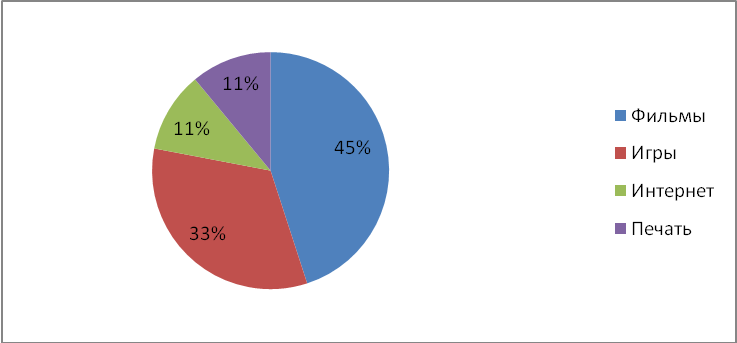 11%
11%
45%
33%
Фильмы
Игры
Интернет
Печать